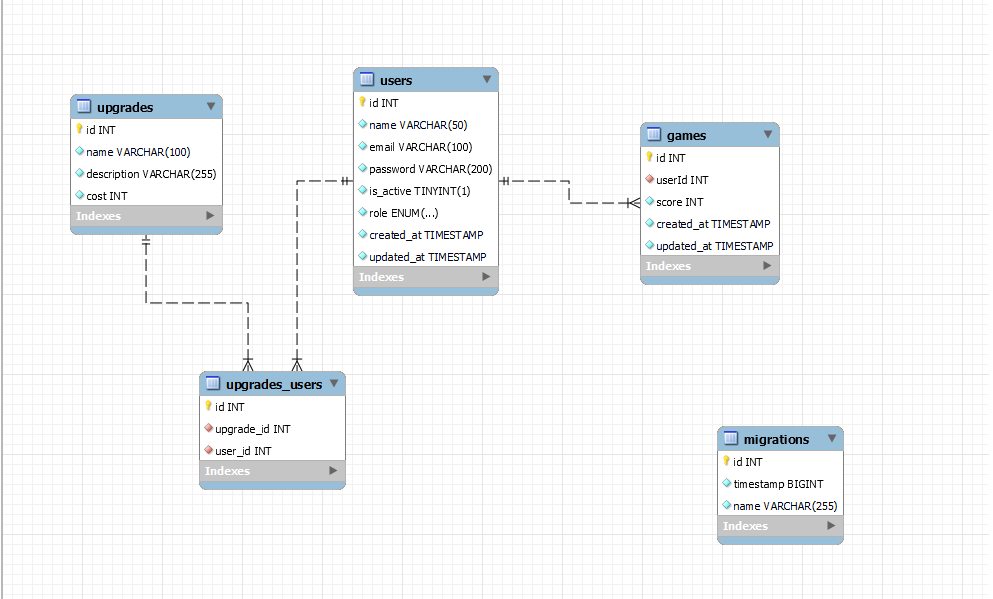 upgrades
id INT
name VARCHAR(100)
description VARCHAR(255)
cost INT
Indexes
users
id INT
name VARCHAR(50)
email VARCHAR(100)
password VARCHAR(200)
is_active TINYINT(1)
role ENUM(...)
created_at TIMESTAMP
updated_at TIMESTAMP
Indexes
games
id INT
userId INT
score INT
created_at TIMESTAMP
updated_at TIMESTAMP
Indexes
upgrades_users
id INT
upgrade_id INT
user_id INT
Indexes
migrations
id INT
timestamp BIGINT
name VARCHAR(255)
Indexes